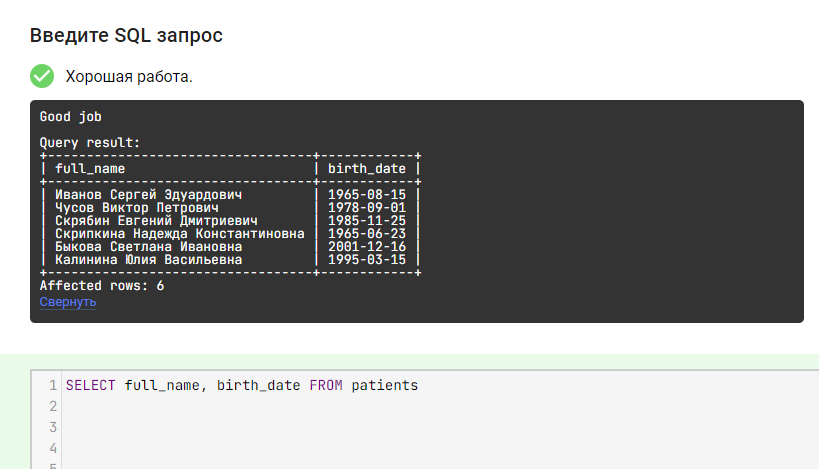 Введите SQL запрос
Хорошая работа.
Good job
Query result:
+----------------------------------+------------+
| full_name                        | birth_date |
+----------------------------------+------------+
| Иванов Сергей Эдуардович         | 1965-08-15 |
| Чусов Виктор Петрович            | 1978-09-01 |
| Скрябин Евгений Дмитриевич       | 1985-11-25 |
| Скрипкина Надежда Константиновна | 1965-06-23 |
| Быкова Светлана Ивановна         | 2001-12-16 |
| Калинина Юлия Васильевна         | 1995-03-15 |
+----------------------------------+------------+
Affected rows: 6
Свернуть
1 SELECT full_name, birth_date FROM patients
2
3
4
5